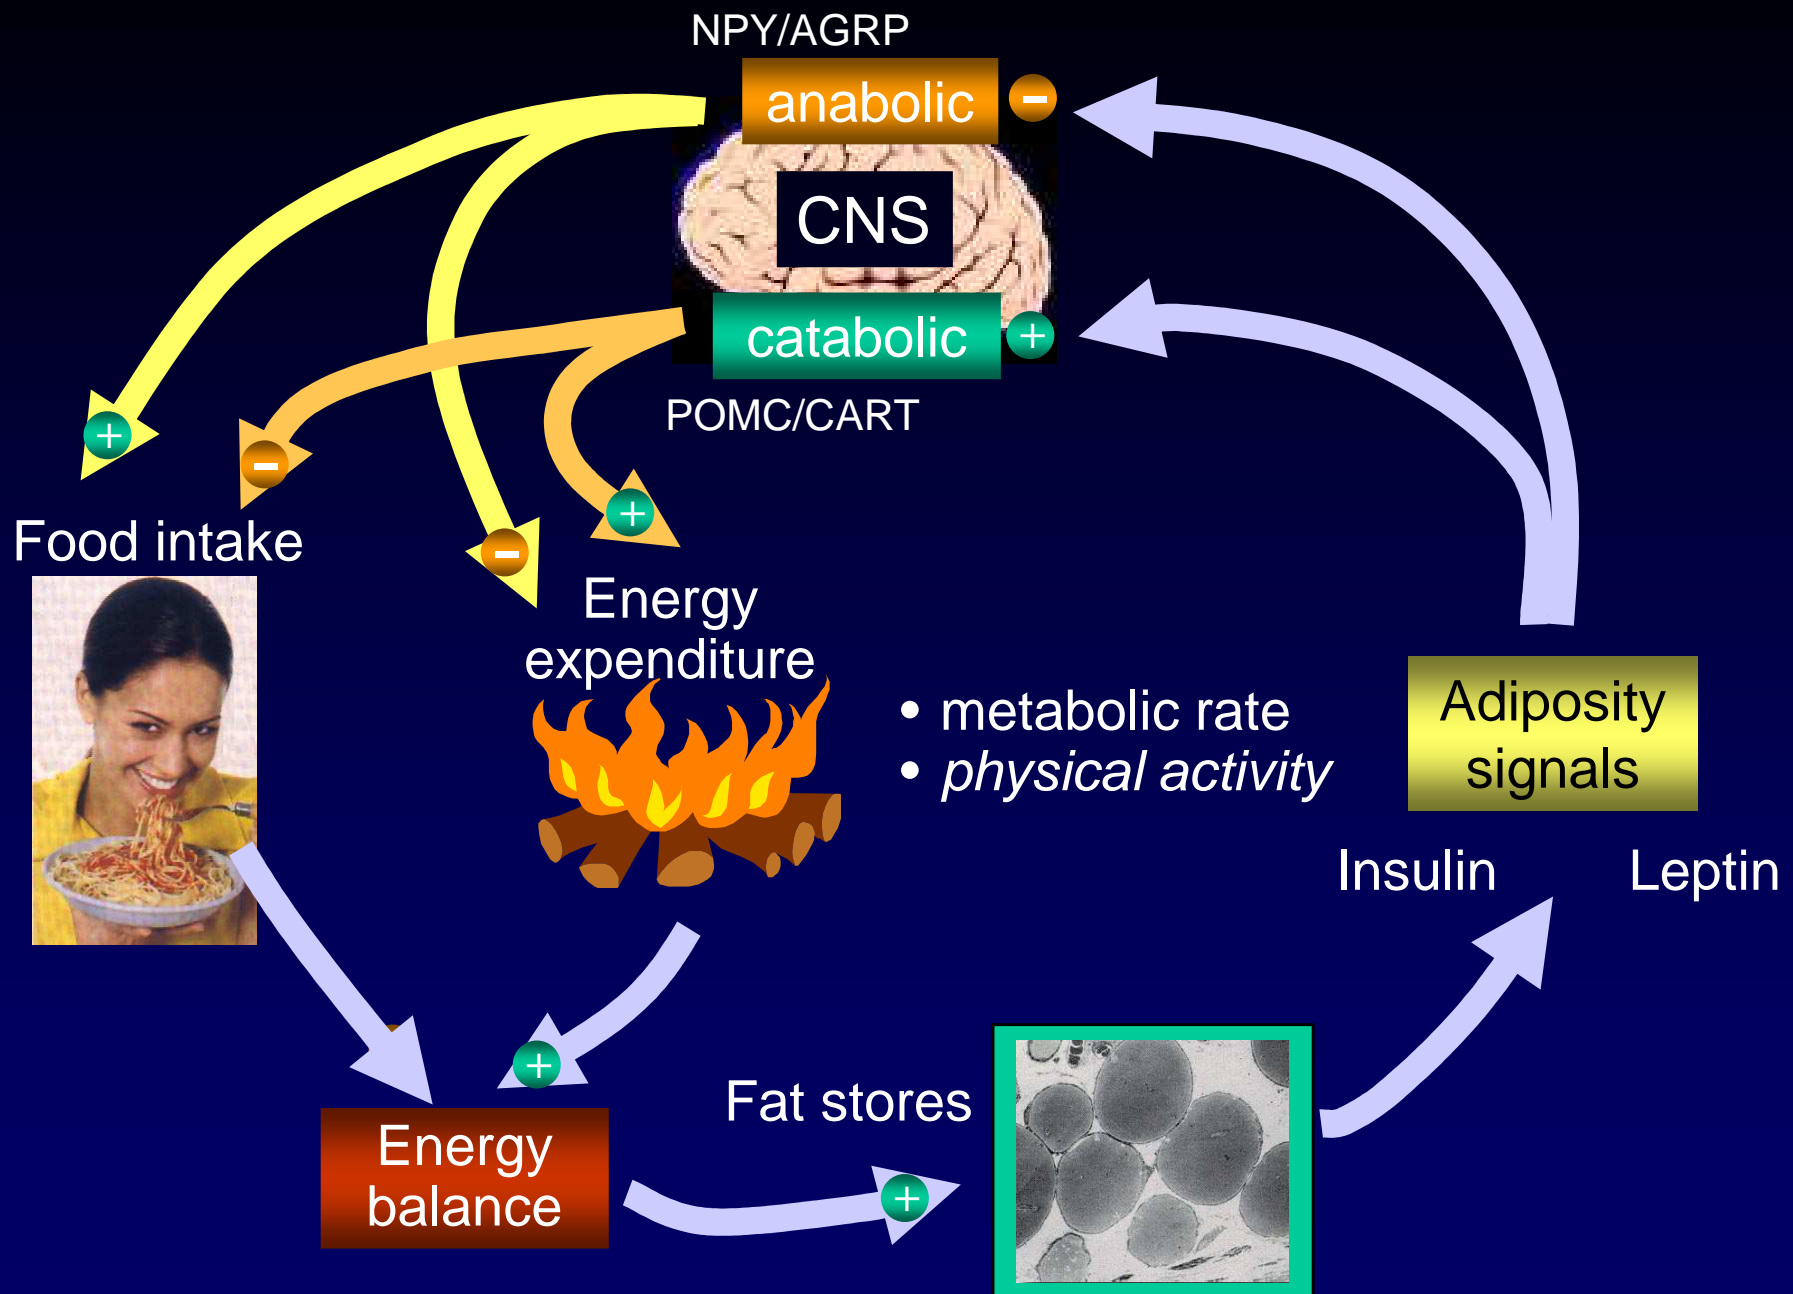 NPY/AGRP
anabolic
−
CNS
catabolic
+
POMC/CART
+
−
+
−
Food intake
Energy
expenditure
• metabolic rate
• physical activity
Adiposity
signals
Insulin
Leptin
+
Fat stores
Energy
balance
+